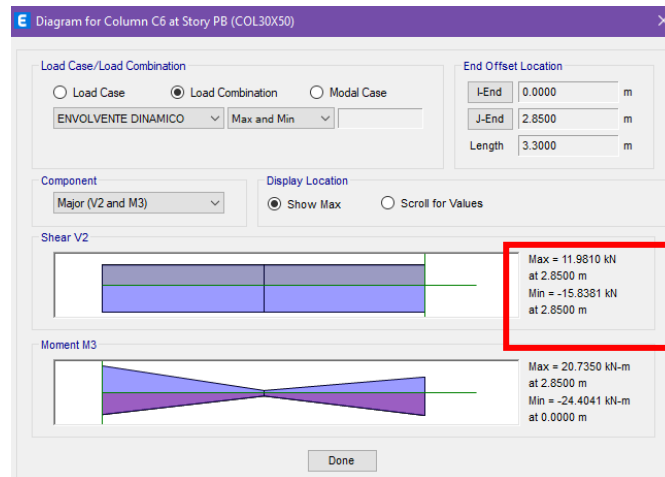 E Diagram for Column C6 at Story PB (COL30X50)
Load Case/Load Combination
Load Case Load Combination Modal Case
ENVOLVENTE DINAMICO Max and Min
End Offset Location
I-End 0.0000 m
J-End 2.8500 m
Length 3.3000 m
Component
Major (V2 and M3)
Display Location
Show Max Scroll for Values
Shear V2
Max = 11.9810 kN
at 2.8500 m
Min = -15.8381 kN
at 2.8500 m
Moment M3
Max = 20.7350 kN-m
at 2.8500 m
Min = -24.4041 kN-m
at 0.0000 m
Done